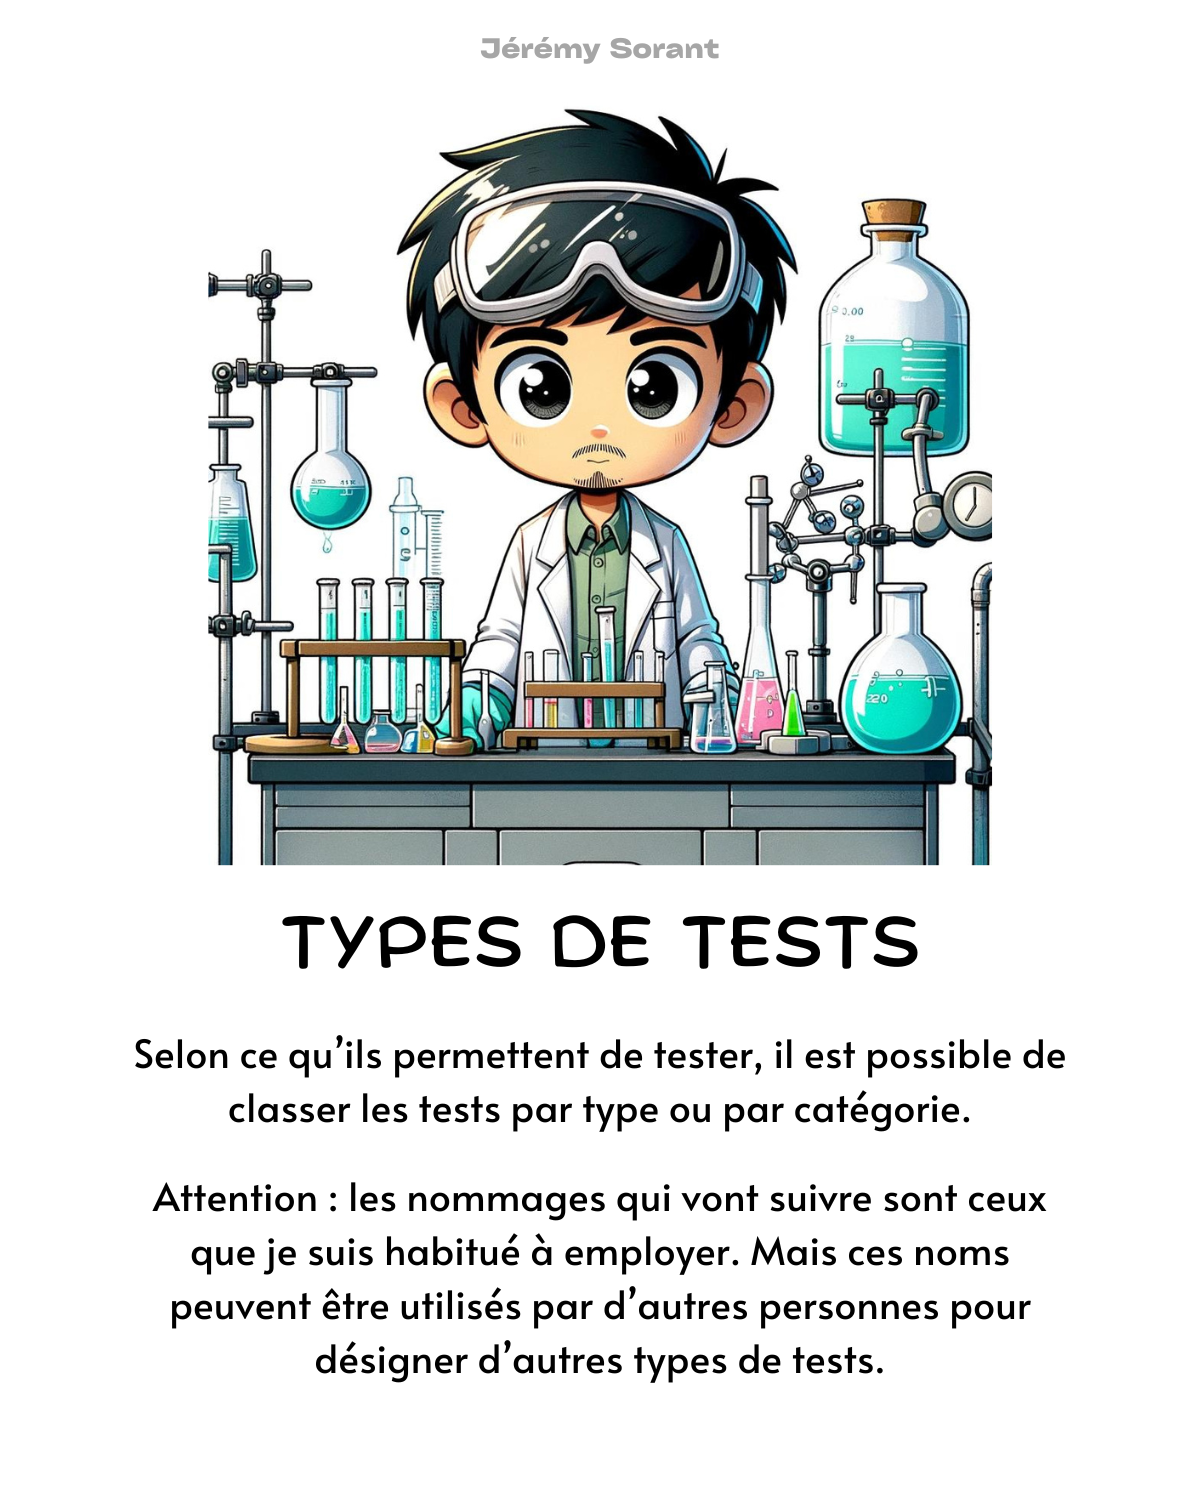 Jérémy Sorant
TYPES DE TESTS
Selon ce qu’ils permettent de tester, il est possible de
classer les tests par type ou par catégorie.
Attention : les nommages qui vont suivre sont ceux
que je suis habitué à employer. Mais ces noms
peuvent être utilisés par d’autres personnes pour
désigner d’autres types de tests.